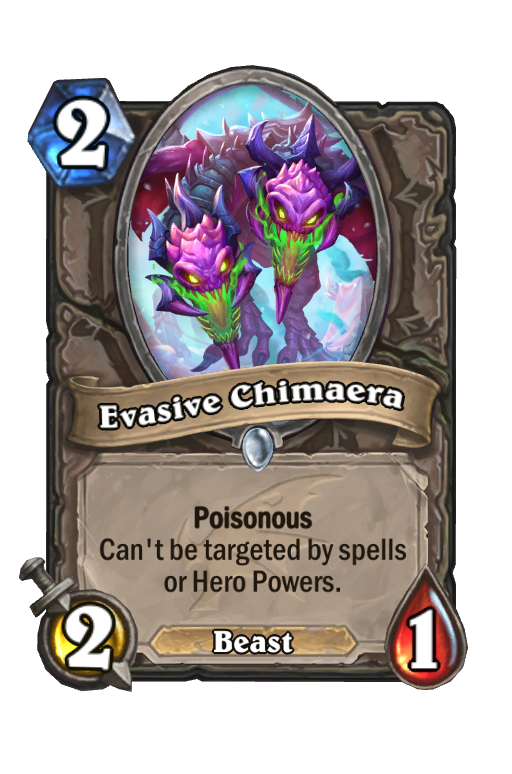 2
Evasive Chimaera
Poisonous
Can't be targeted by spells
or Hero Powers.
2
Beast
1